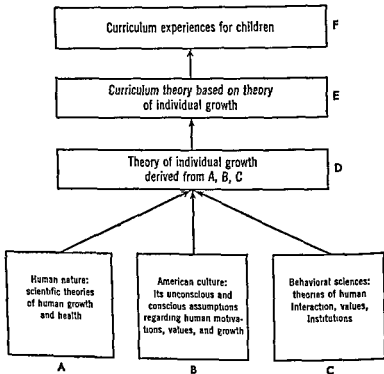 Curriculum experiences for children
F
Curriculum theory based on theory
of individual growth
E
Theory of individual growth
derived from A, B, C
D
Human nature:
scientific theories
of human growth
and health
A
American culture:
Its unconscious and
conscious assumptions
regarding human motiva-
tions, values, and growth
B
Behavioral sciences:
theories of human
Interaction, values,
Institutions
C